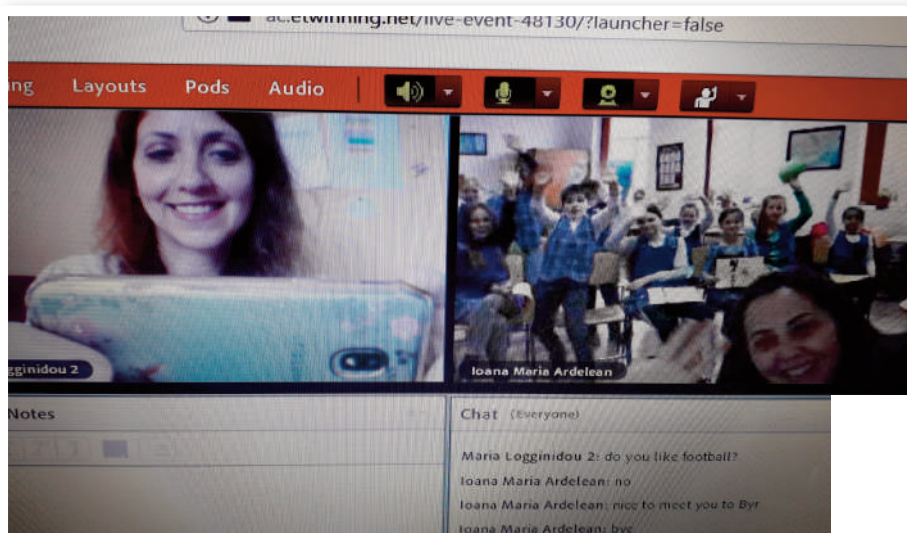 ac.etwinning.net/live-event-48130/?launcher=false
ng Layouts Pods Audio
gginidou 2
Ioana Maria Ardelean
Notes
Chat (Everyone)
Maria Logginidou 2: do you like football?
Ioana Maria Ardelean: no
Ioana Maria Ardelean: nice to meet you to Byr
Ioana Maria Ardelean: bye